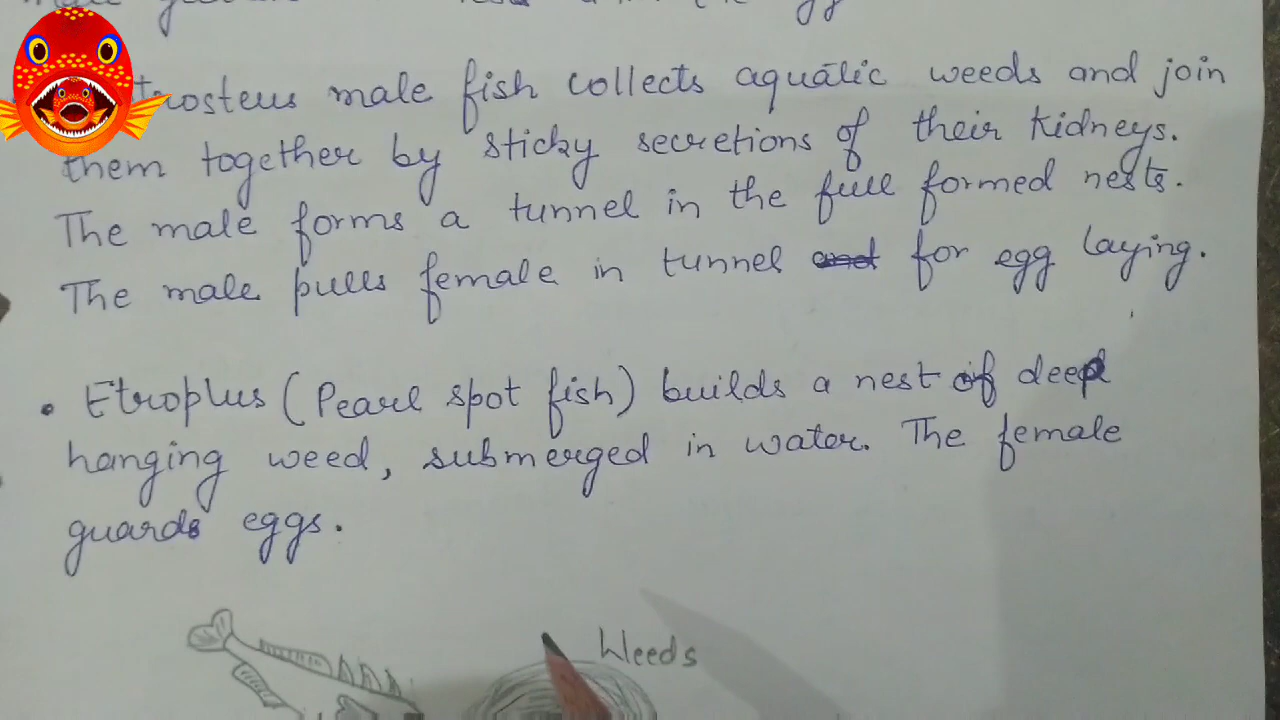 trosteus male fish collects aquatic weeds and join
them together by sticky secretions of their kidneys.
The male forms a tunnel in the full formed nests.
The male pulls female in tunnel for egg laying.
• Etroplus (Pearl spot fish) builds a nest of deep
hanging weed, submerged in water. The female
guards eggs.
Weeds